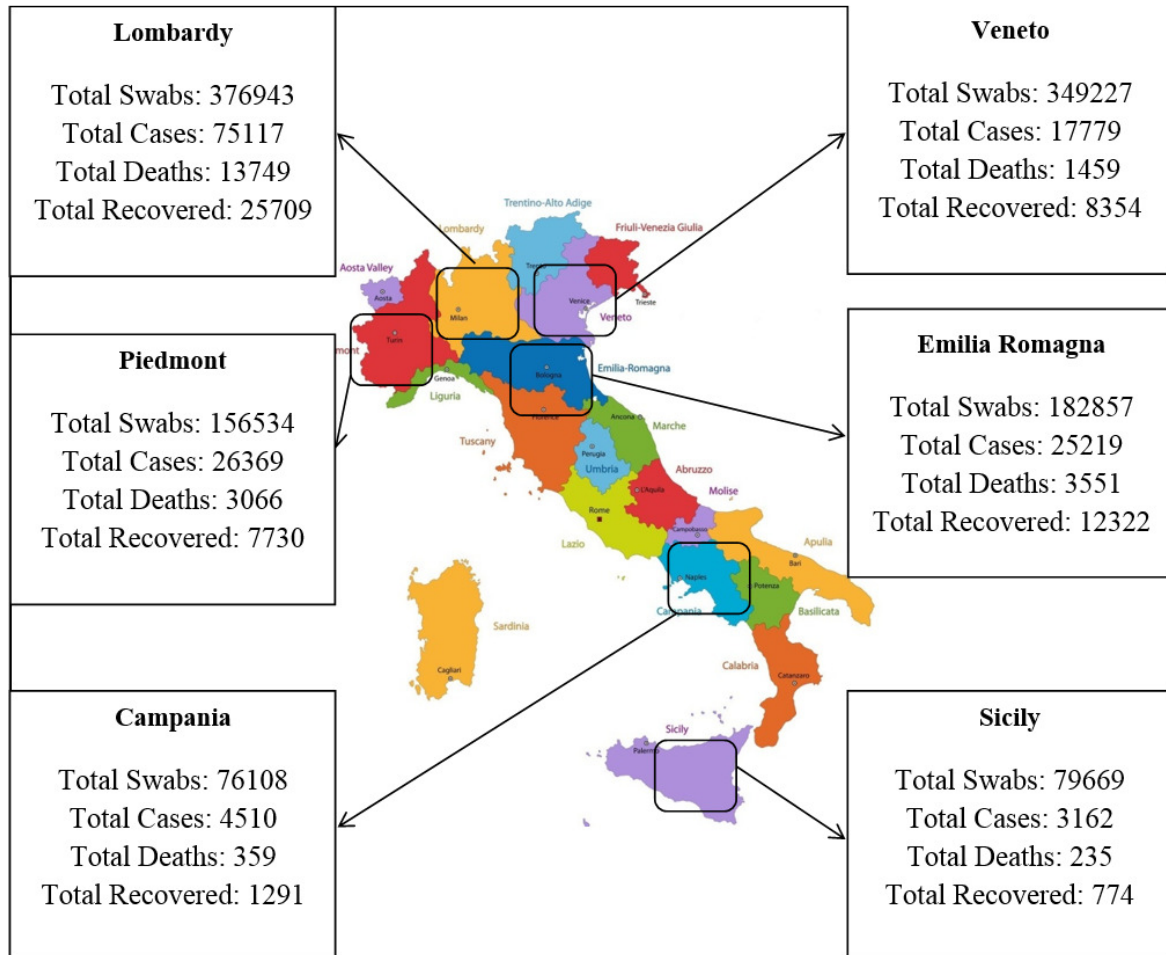 Lombardy
Total Swabs: 376943
Total Cases: 75117
Total Deaths: 13749
Total Recovered: 25709
Veneto
Total Swabs: 349227
Total Cases: 17779
Total Deaths: 1459
Total Recovered: 8354
Piedmont
Total Swabs: 156534
Total Cases: 26369
Total Deaths: 3066
Total Recovered: 7730
Emilia Romagna
Total Swabs: 182857
Total Cases: 25219
Total Deaths: 3551
Total Recovered: 12322
Campania
Total Swabs: 76108
Total Cases: 4510
Total Deaths: 359
Total Recovered: 1291
Sicily
Total Swabs: 79669
Total Cases: 3162
Total Deaths: 235
Total Recovered: 774
Trentino-Alto Adige
Lombardy
Friuli-Venezia Giulia
Aosta Valley
Trento
Aosta
Venice
Trieste
Milan
Veneto
Turin
mont
Genoa
Bologna
Emilia-Romagna
Liguria
Florence
Ancona
Marche
Tuscany
Perugia
Umbria
Abruzzo
L'Aquila
Molise
Rome
Campobasso
Lazio
Apulia
Bari
Naples
Potenza
Campania
Basilicata
Sardinia
Cagliari
Calabria
Catanzaro
Sicily
Palermo